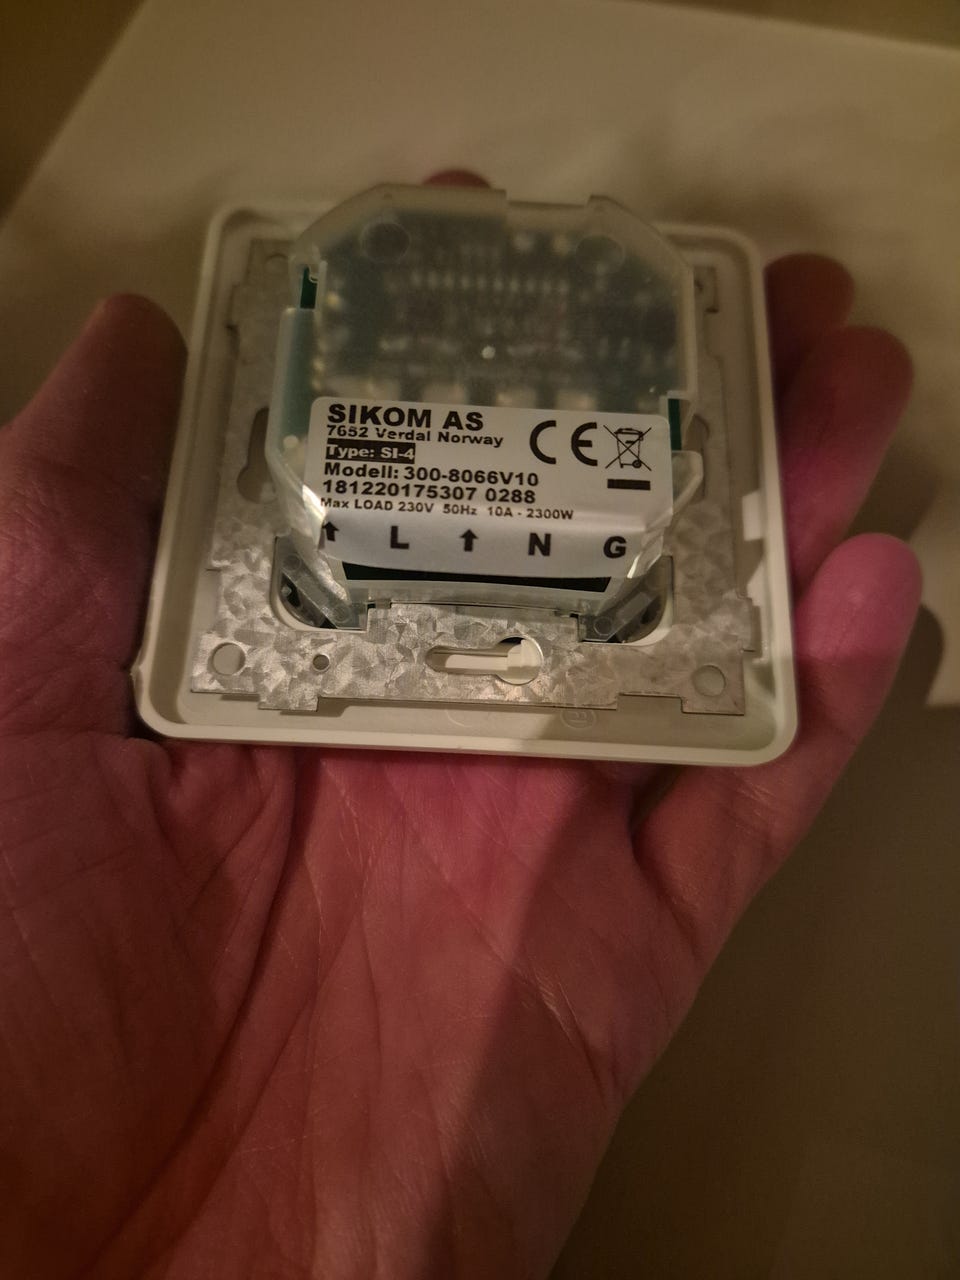 SIKOM AS
7652 Verdal Norway
Type: SI-4
Modell: 300-8066V10
181220175307 0288
Max LOAD 230V 50Hz 10A - 2300W
CE
↑ L ↑ N G